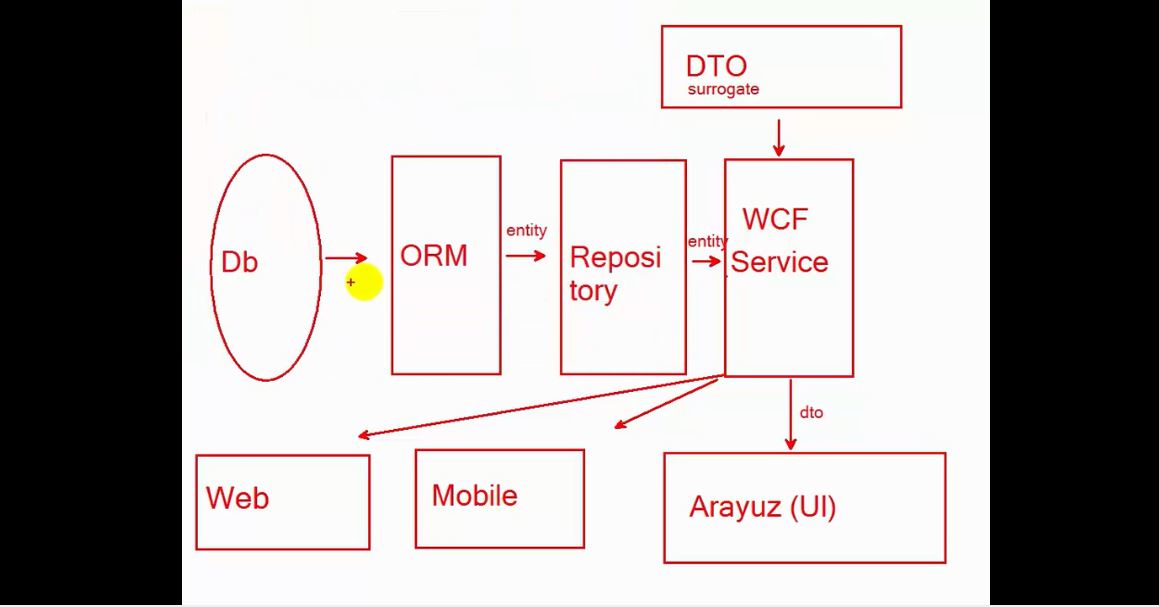 DTO
surrogate
Db
ORM
entity
Reposi
tory
entity
WCF
Service
dto
Web
Mobile
Arayuz (UI)